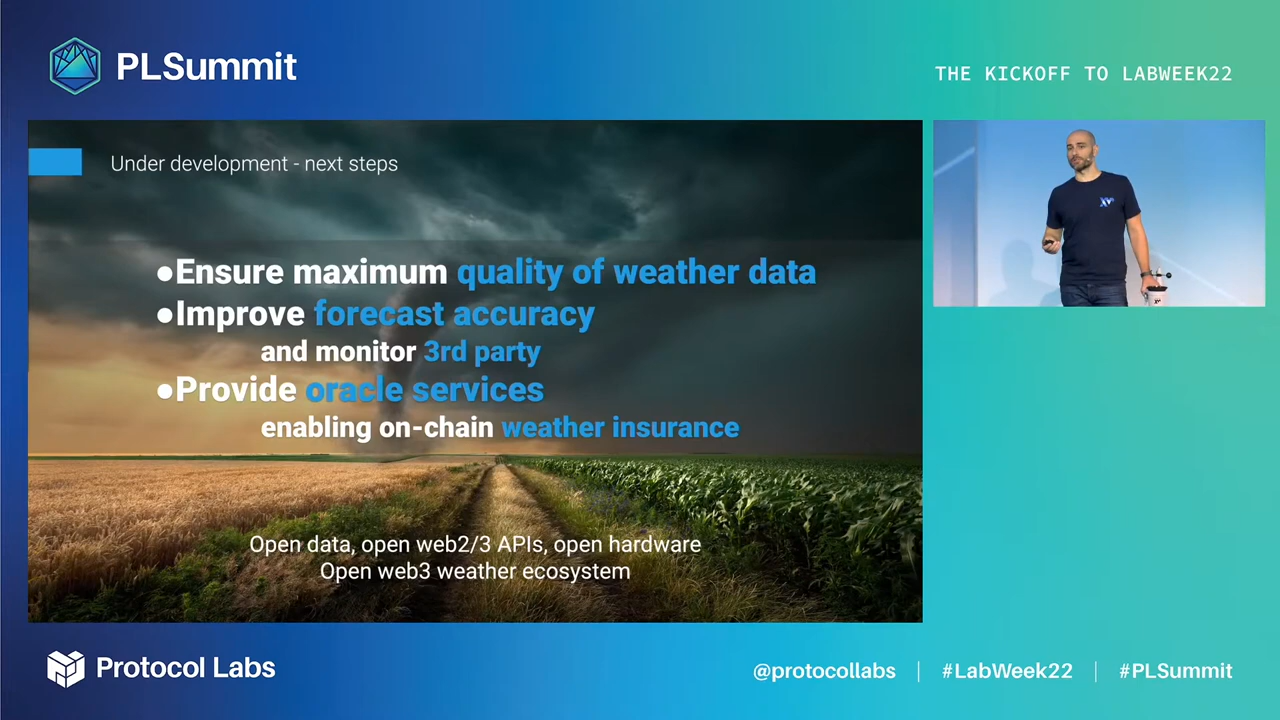 PLSummit
THE KICKOFF TO LABWEEK22
Under development - next steps
●Ensure maximum quality of weather data
●Improve forecast accuracy
and monitor 3rd party
●Provide oracle services
enabling on-chain weather insurance
Open data, open web2/3 APIs, open hardware
Open web3 weather ecosystem
Protocol Labs
@protocollabs | #LabWeek22 | #PLSummit